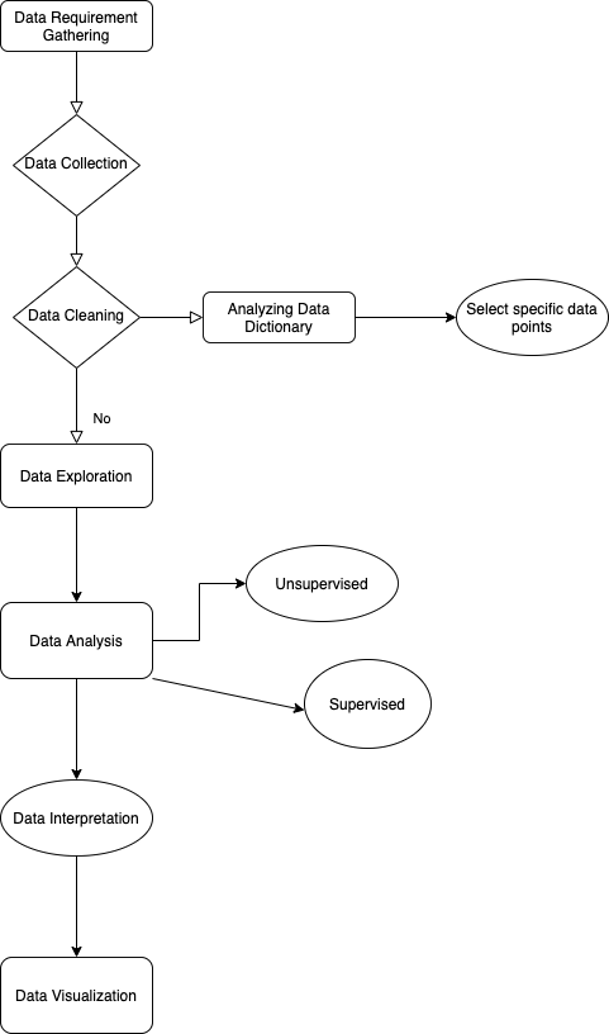 Data Requirement
Gathering
Data Collection
Data Cleaning
Analyzing Data
Dictionary
Select specific data
points
No
Data Exploration
Unsupervised
Data Analysis
Supervised
Data Interpretation
Data Visualization